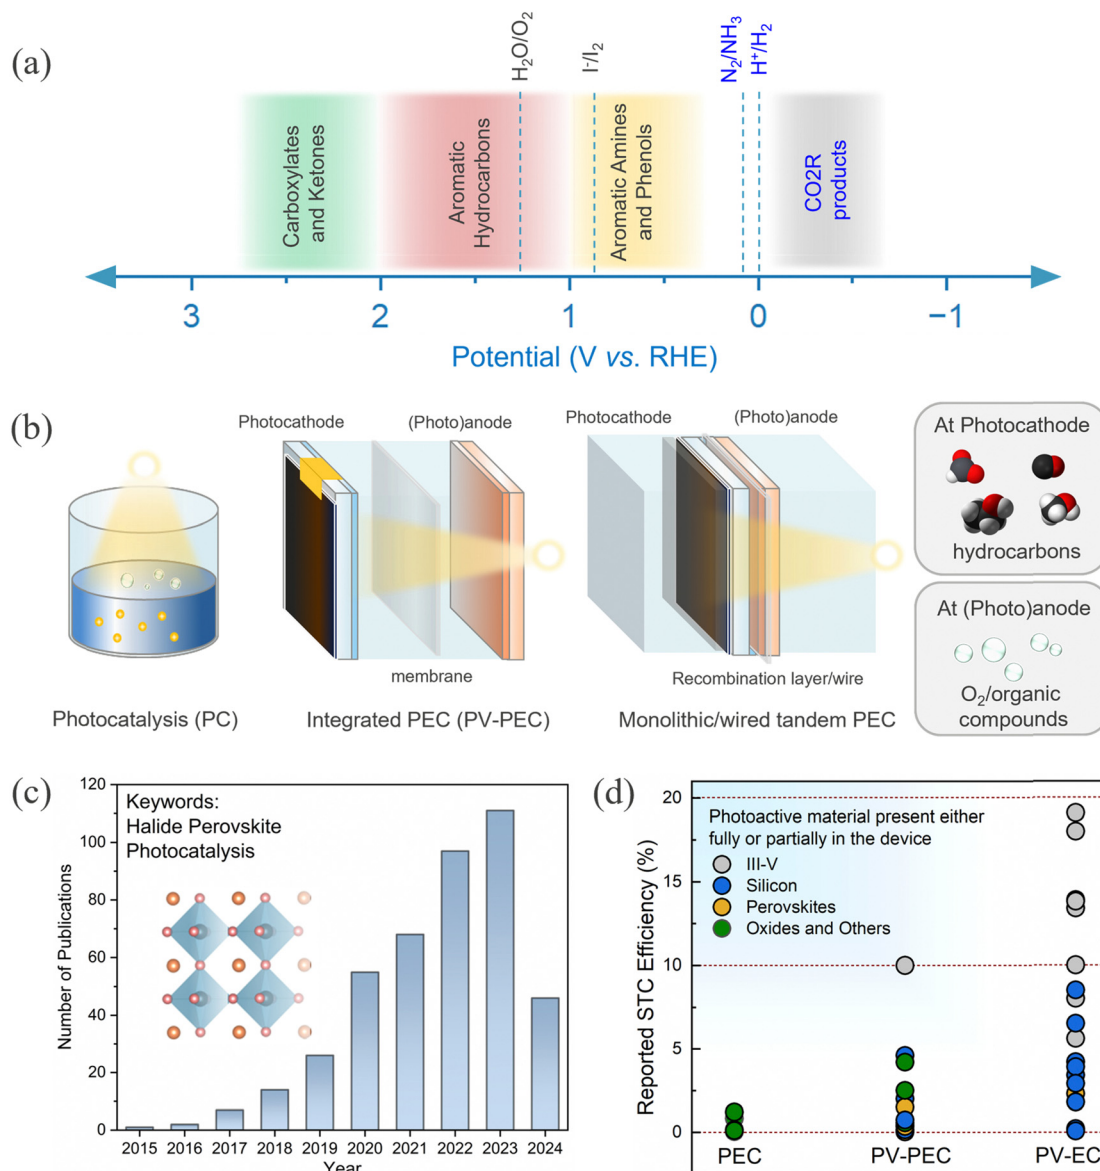 (a)
H₂O/O₂
I⁻/I₂
N₂/NH₃
H⁺/H₂
Carboxylates
and Ketones
Aromatic
Hydrocarbons
Aromatic Amines
and Phenols
CO2R
products
3
2
1
0
−1
Potential (V vs. RHE)
(b)
Photocathode
(Photo)anode
membrane
Photocathode
(Photo)anode
Recombination layer/wire
Photocatalysis (PC)
Integrated PEC (PV-PEC)
Monolithic/wired tandem PEC
At Photocathode
hydrocarbons
At (Photo)anode
O₂/organic
compounds
(c)
Keywords:
Halide Perovskite
Photocatalysis
Number of Publications
120
100
80
60
40
20
0
2015 2016 2017 2018 2019 2020 2021 2022 2023 2024
Year
(d)
Photoactive material present either
fully or partially in the device
III-V
Silicon
Perovskites
Oxides and Others
Reported STC Efficiency (%)
20
15
10
5
0
PEC PV-PEC PV-EC